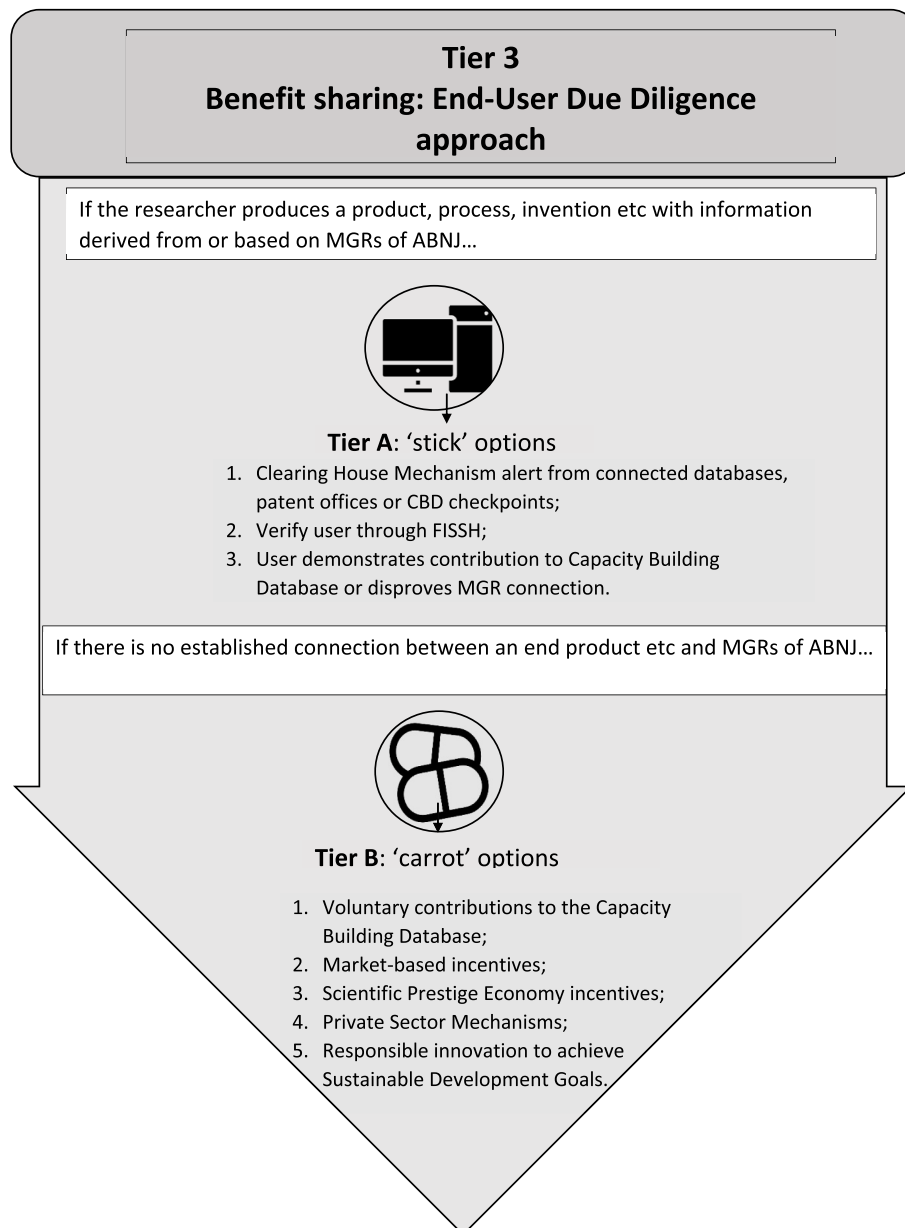 Tier 3
Benefit sharing: End-User Due Diligence
approach
If the researcher produces a product, process, invention etc with information
derived from or based on MGRs of ABNJ…
Tier A: ‘stick’ options
1. Clearing House Mechanism alert from connected databases,
patent offices or CBD checkpoints;
2. Verify user through FISSH;
3. User demonstrates contribution to Capacity Building
Database or disproves MGR connection.
If there is no established connection between an end product etc and MGRs of ABNJ…
Tier B: ‘carrot’ options
1. Voluntary contributions to the Capacity
Building Database;
2. Market-based incentives;
3. Scientific Prestige Economy incentives;
4. Private Sector Mechanisms;
5. Responsible innovation to achieve
Sustainable Development Goals.